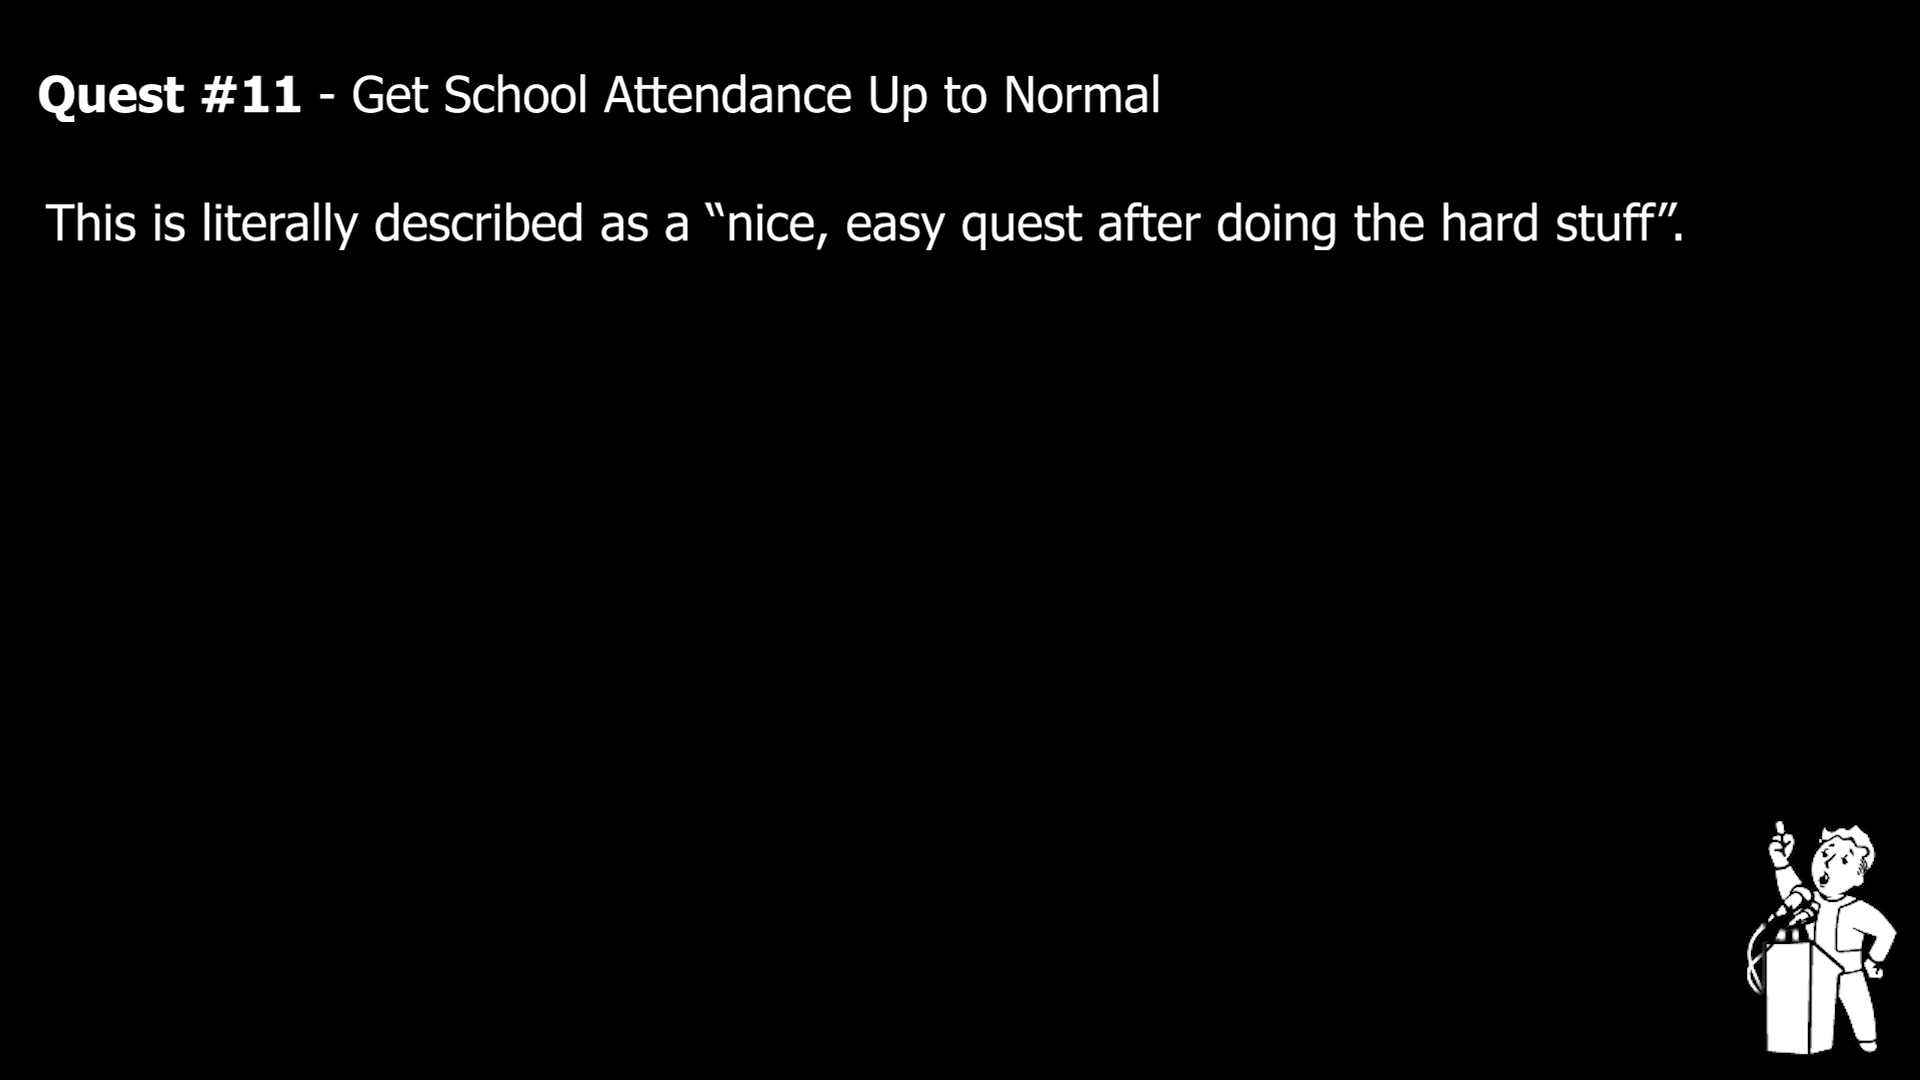 Quest #11 - Get School Attendance Up to Normal
This is literally described as a “nice, easy quest after doing the hard stuff”.